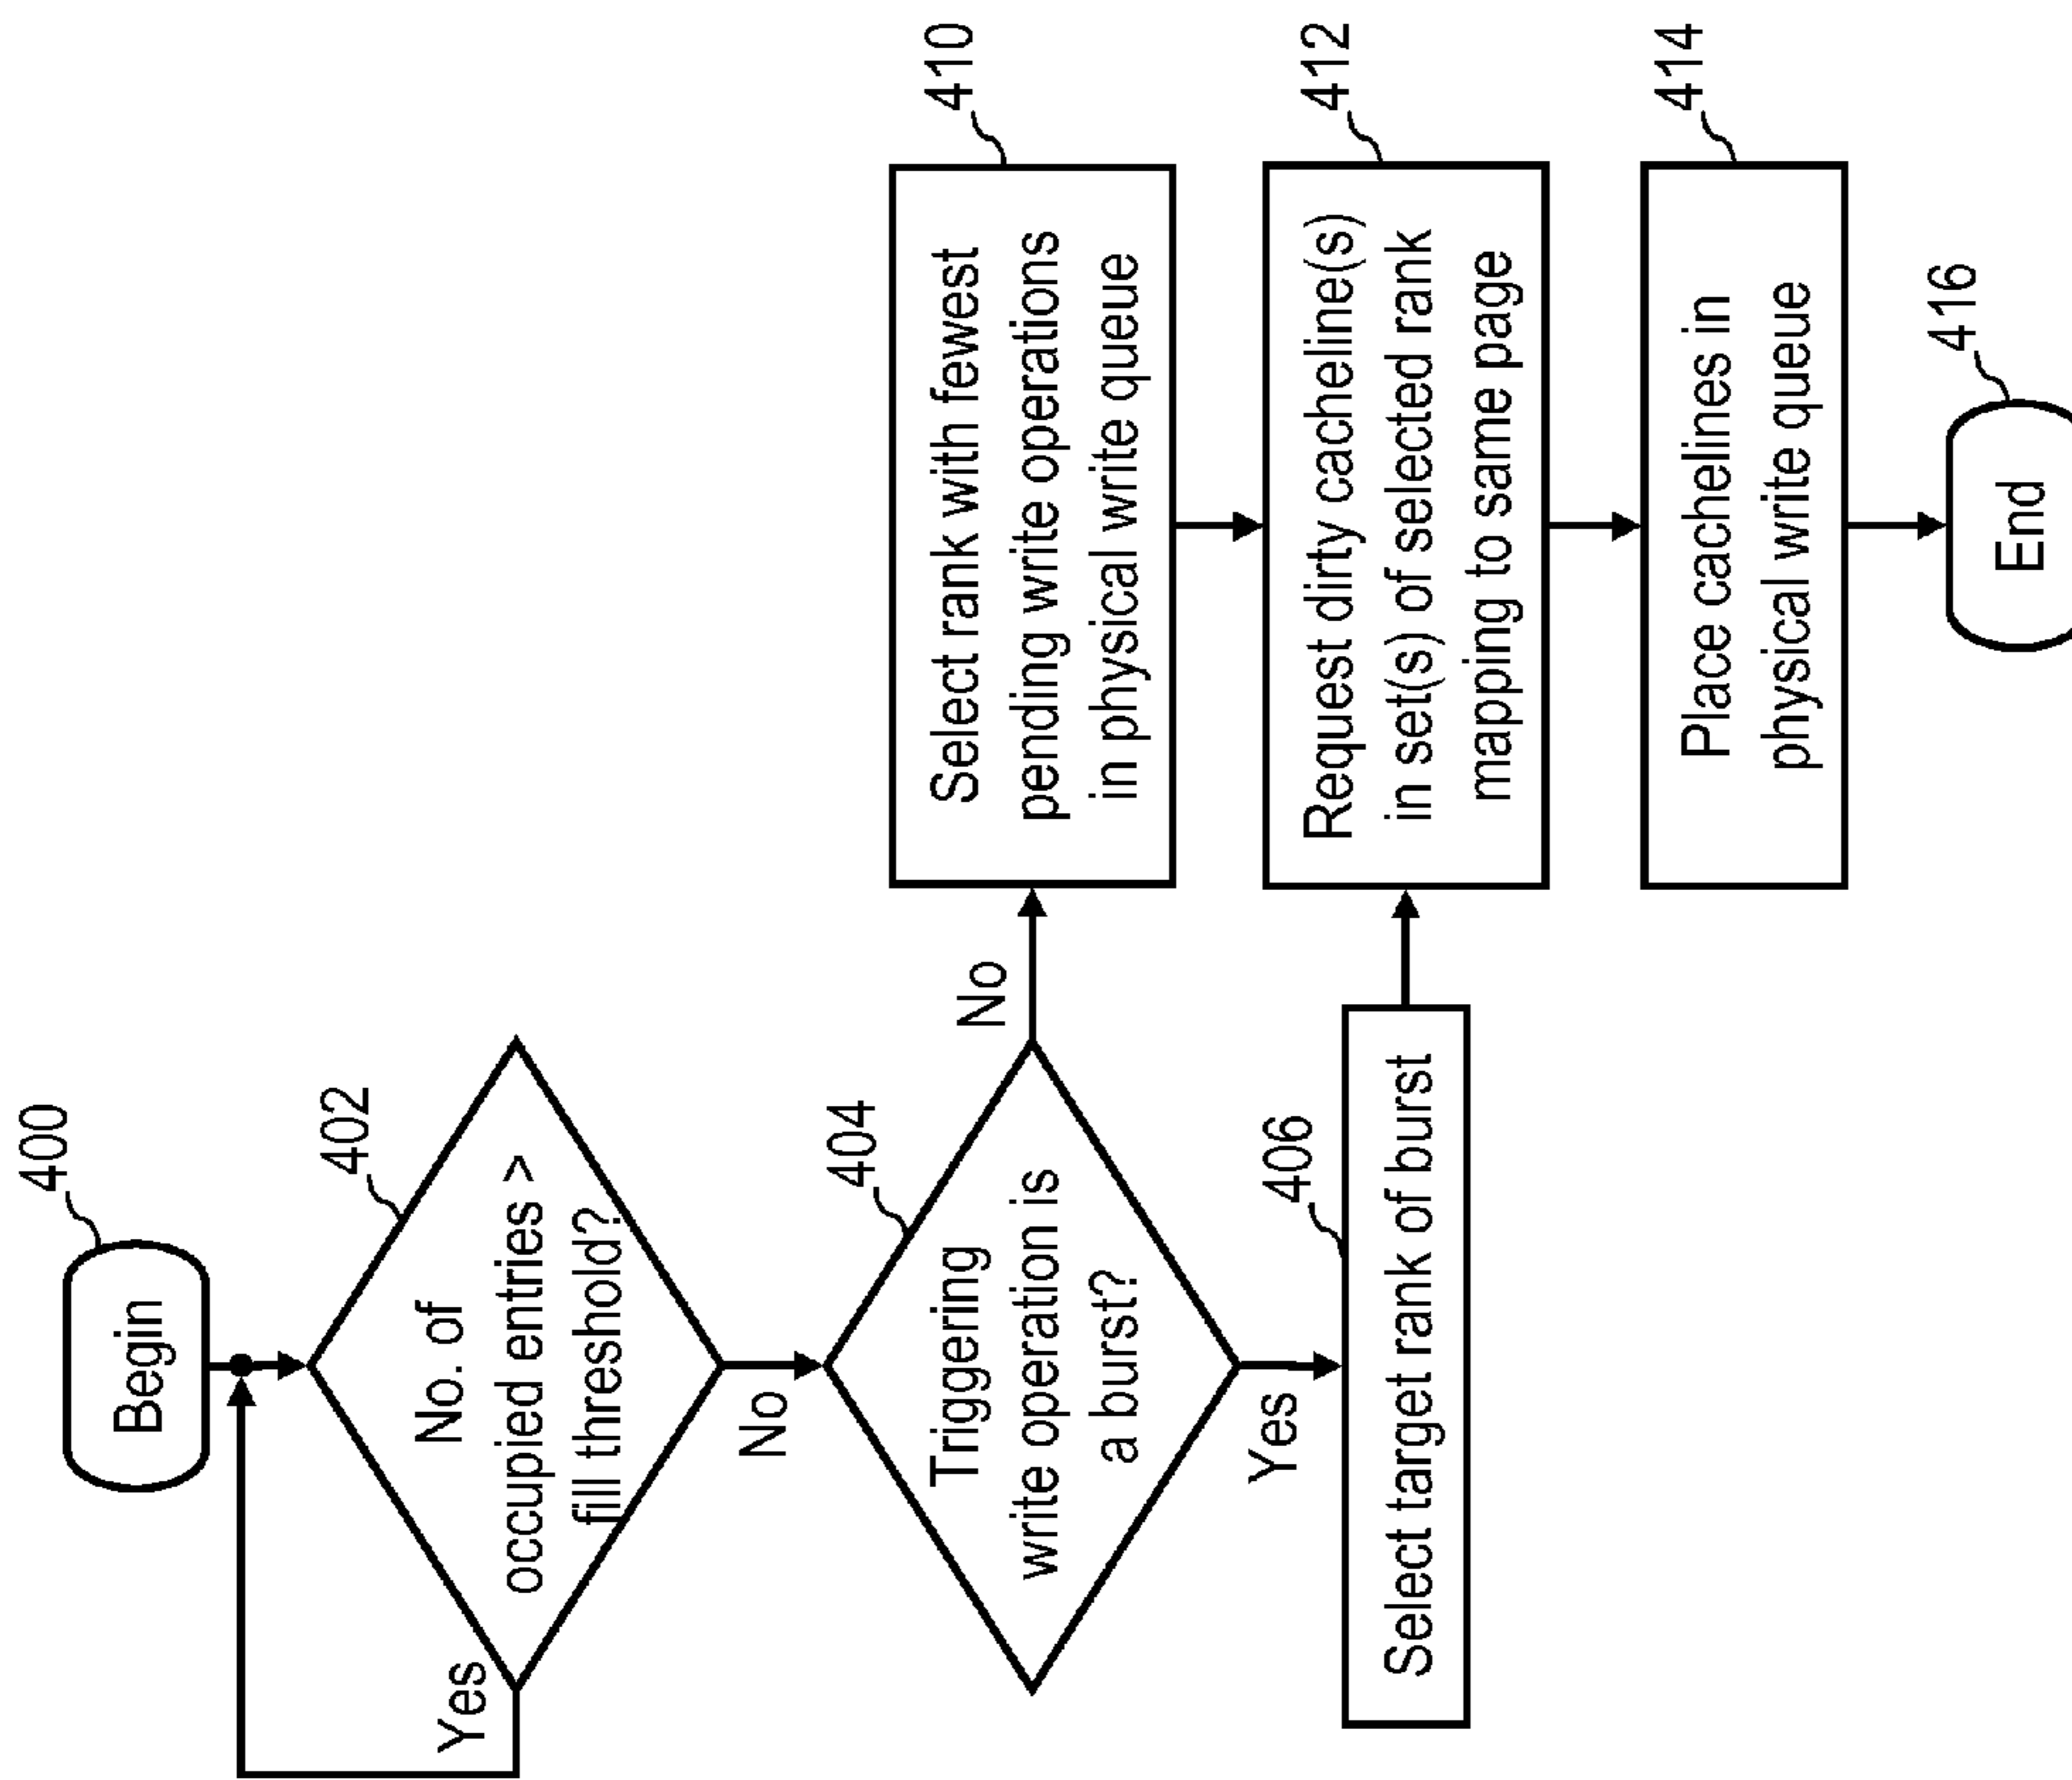 400
Begin
402
No. of
occupied entries >
fill threshold?
Yes
No
404
Triggering
write operation is
a burst?
No
Yes
406
Select target rank of burst
410
Select rank with fewest
pending write operations
in physical write queue
412
Request dirty cacheline(s)
in set(s) of selected rank
mapping to same page
414
Place cachelines in
physical write queue
416
End